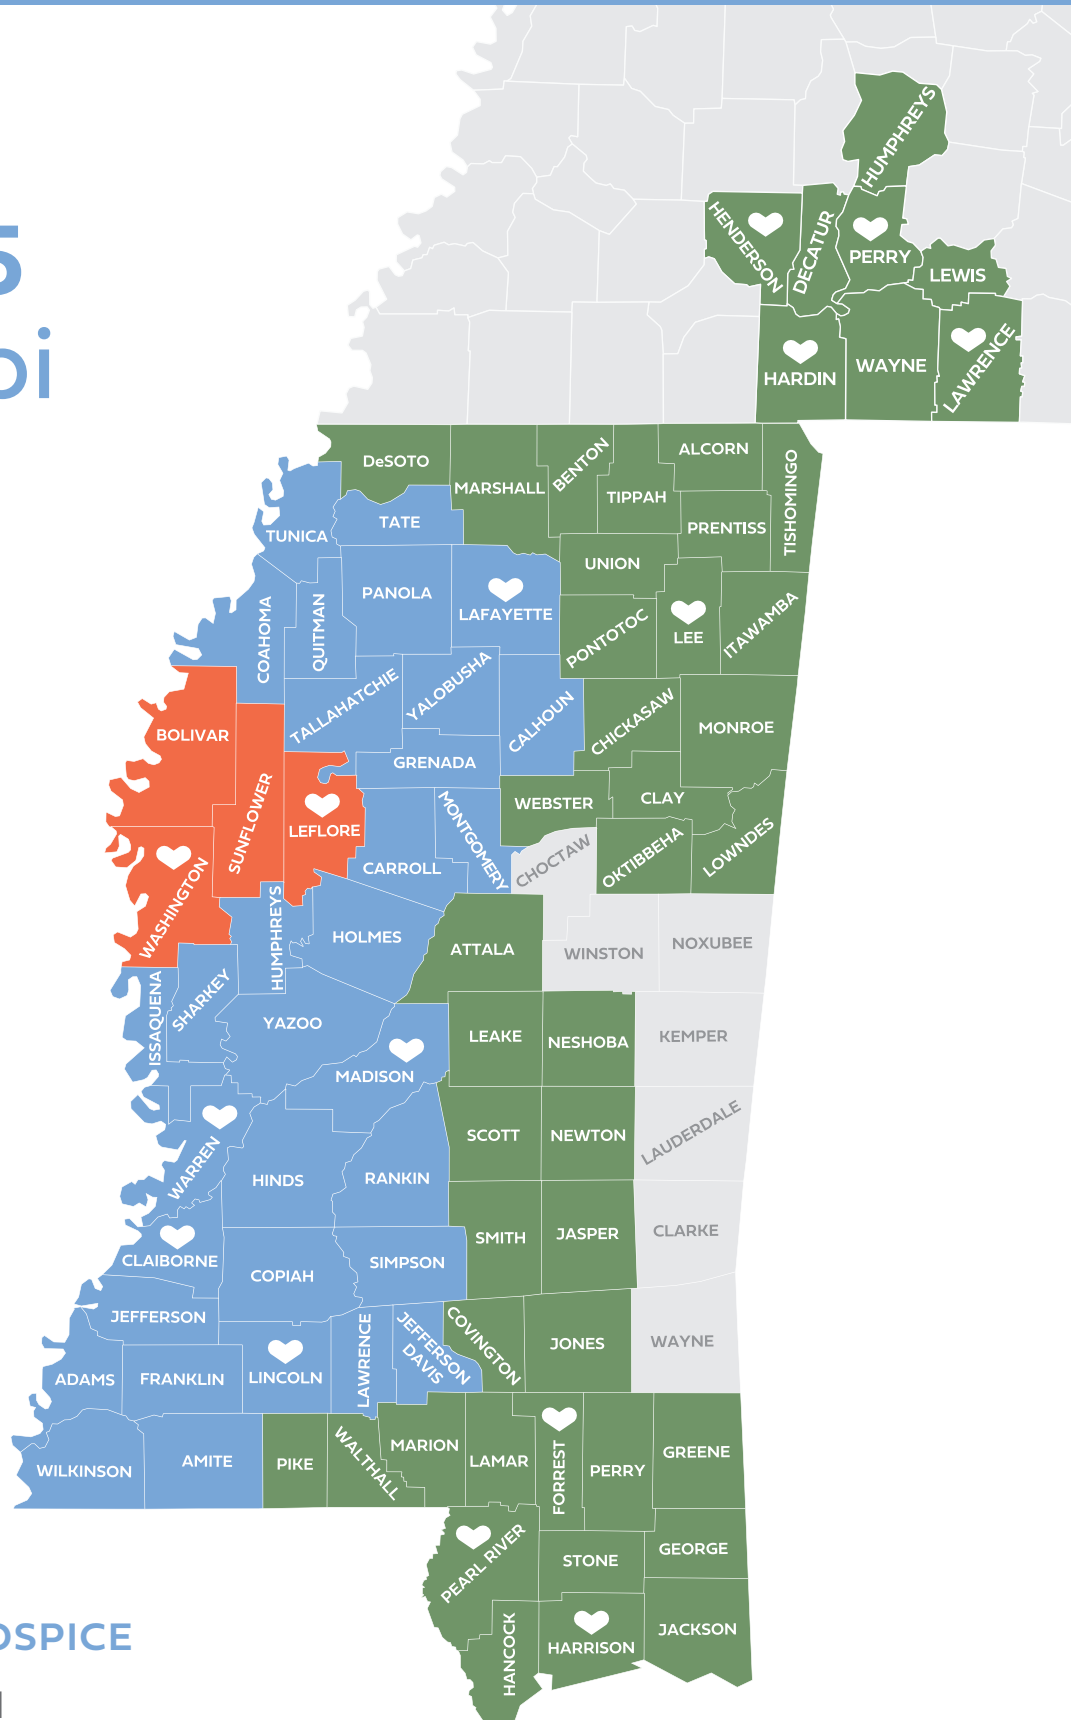 5
pi
HUMPHREYS
HENDERSON
DECATUR
PERRY
LEWIS
HARDIN
WAYNE
LAWRENCE
DeSOTO
MARSHALL
BENTON
TIPPAH
ALCORN
PRENTISS
TISHOMINGO
TUNICA
TATE
UNION
PANOLA
LAFAYETTE
COAHOMA
QUITMAN
PONTOTOC
LEE
ITAWAMBA
TALLAHATCHIE
YALOBUSHA
CALHOUN
CHICKASAW
MONROE
BOLIVAR
GRENADA
SUNFLOWER
LEFLORE
WEBSTER
CLAY
MONTGOMERY
CARROLL
CHOCTAW
OKTIBBEHA
LOWNDES
WASHINGTON
HUMPHREYS
HOLMES
ATTALA
WINSTON
NOXUBEE
ISSAQUENA
SHARKEY
YAZOO
LEAKE
NESHOBA
KEMPER
MADISON
SCOTT
NEWTON
LAUDERDALE
WARREN
HINDS
RANKIN
SMITH
JASPER
CLARKE
CLAIBORNE
COPIAH
SIMPSON
JEFFERSON
LAWRENCE
JEFFERSON
DAVIS
COVINGTON
JONES
WAYNE
ADAMS
FRANKLIN
LINCOLN
WILKINSON
AMITE
PIKE
WALTHALL
MARION
LAMAR
FORREST
PERRY
GREENE
PEARL RIVER
STONE
GEORGE
HANCOCK
HARRISON
JACKSON
OSPICE